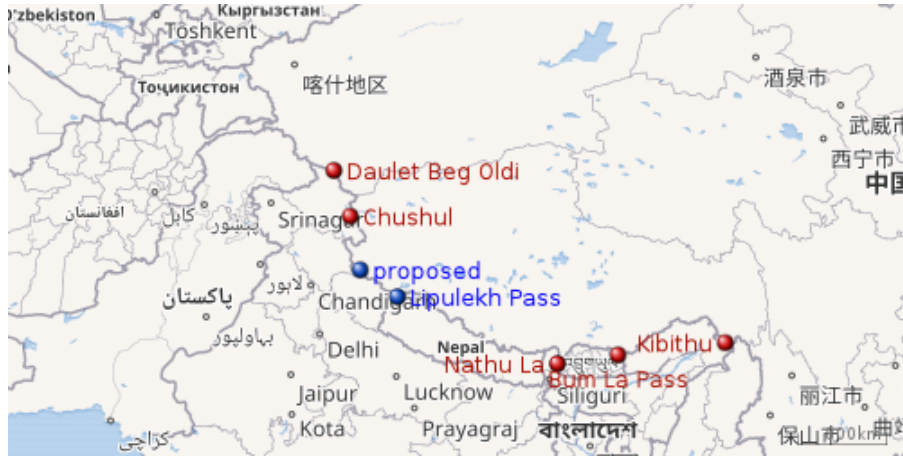 O'zbekiston
Кыргызстан
Toshkent
Тоҷикистон
喀什地区
酒泉市
武威市
西宁市
中国
Daulet Beg Oldi
افغانستان
کابل
پېښور
Srinagar
Chushul
proposed
لاہور
Chandigarh
Lipulekh Pass
پاکستان
بہاولپور
Delhi
Nepal
Nathu La
Kibithu
Bum La Pass
Jaipur
Lucknow
Siliguri
丽江市
Kota
Prayagraj
বাংলাদেশ
保山市
کراچی